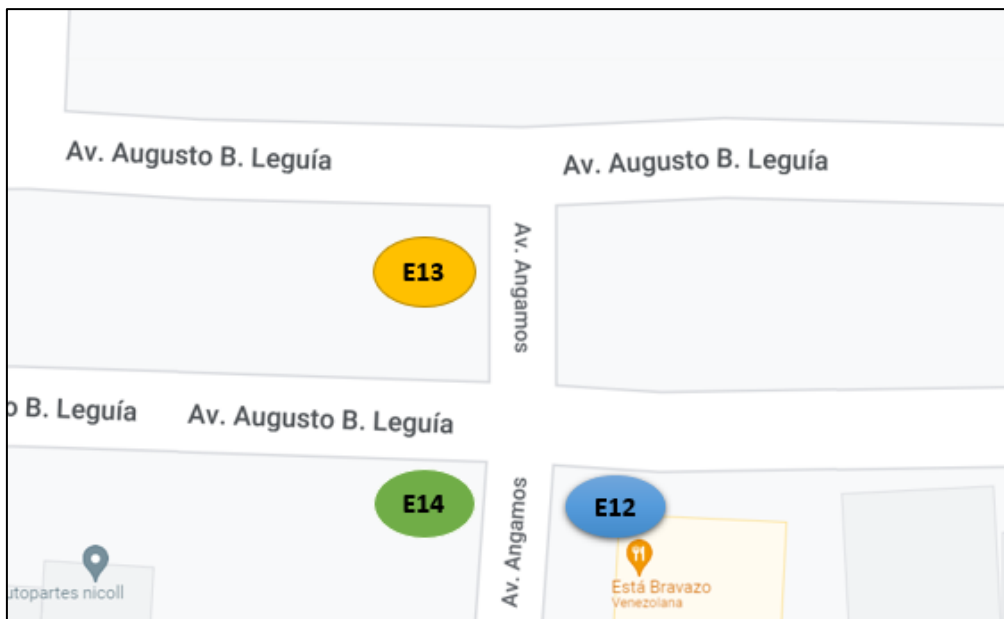 Av. Augusto B. Leguía
Av. Augusto B. Leguía
Av. Angamos
E13
o B. Leguía
Av. Augusto B. Leguía
E14
Av. Angamos
E12
utopartes nicoll
Está Bravazo
Venezolana